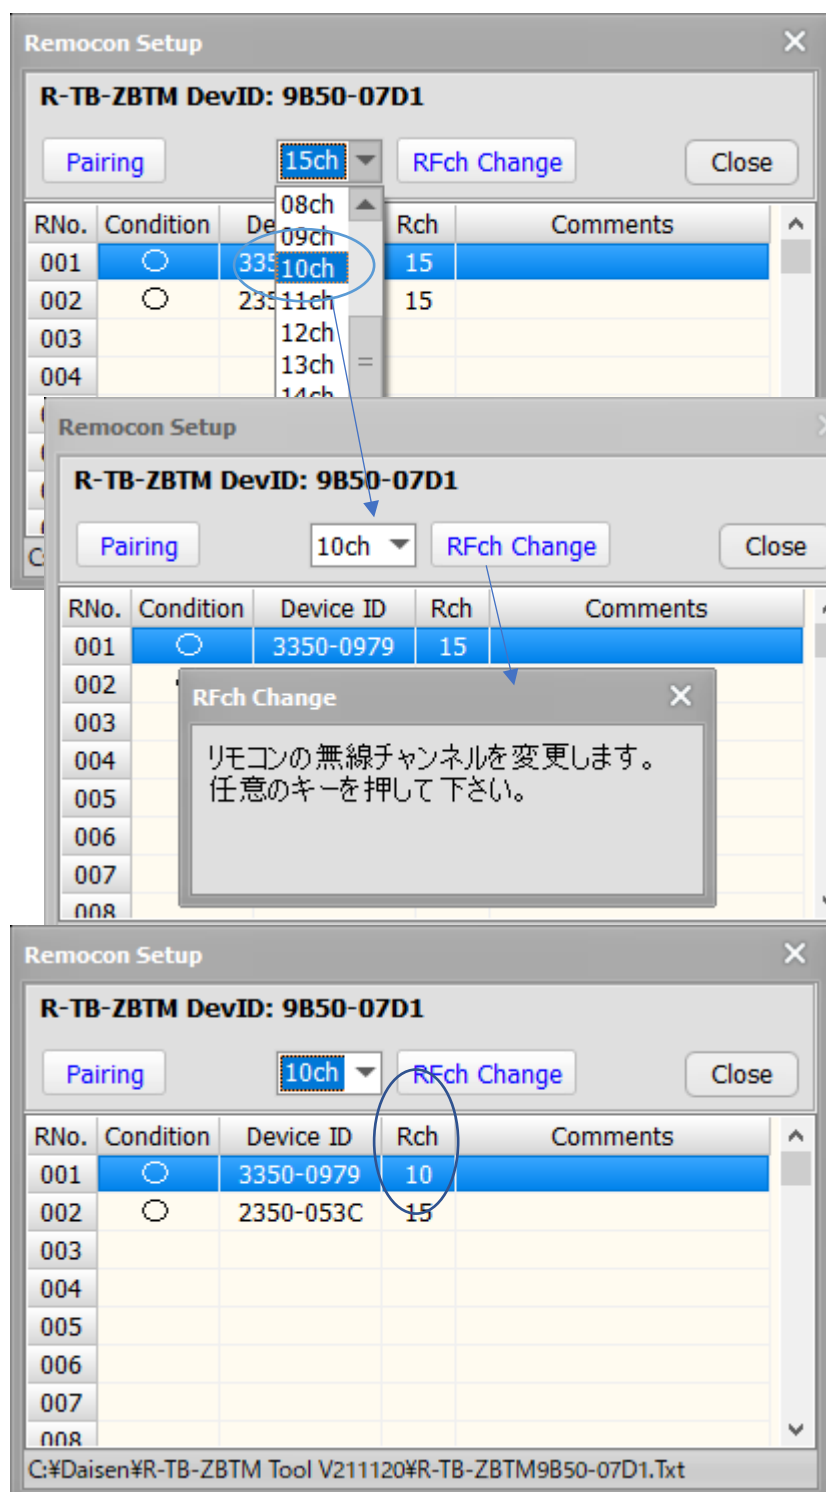 Remocon Setup
R-TB-ZBTM DevID: 9B50-07D1
Pairing 15ch RFch Change Close
08ch
RNo. Condition Rch Comments
09ch
001 15
10ch
002 15
11ch
003
12ch
13ch
004
14ch
Remocon Setup
R-TB-ZBTM DevID: 9B50-07D1
Pairing 10ch RFch Change Close
RNo. Condition Device ID Rch Comments
001 3350-0979 15
002
RFch Change
003
リモコンの無線チャンネルを変更します。
004
任意のキーを押して下さい。
005
006
007
008
Remocon Setup
R-TB-ZBTM DevID: 9B50-07D1
Pairing 10ch RFch Change Close
RNo. Condition Device ID Rch Comments
001 ○ 3350-0979 10
002 ○ 2350-053C 15
003
004
005
006
007
008
C:¥Daisen¥R-TB-ZBTM Tool V211120¥R-TB-ZBTM9B50-07D1.Txt